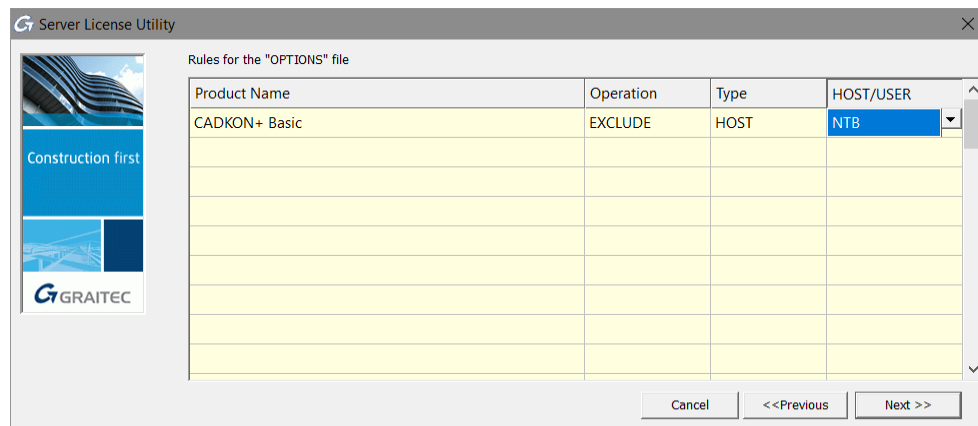 Server License Utility
Rules for the "OPTIONS" file
Product Name Operation Type HOST/USER
CADKON+ Basic EXCLUDE HOST NTB
Construction first
GRAITEC
Cancel <<Previous Next >>